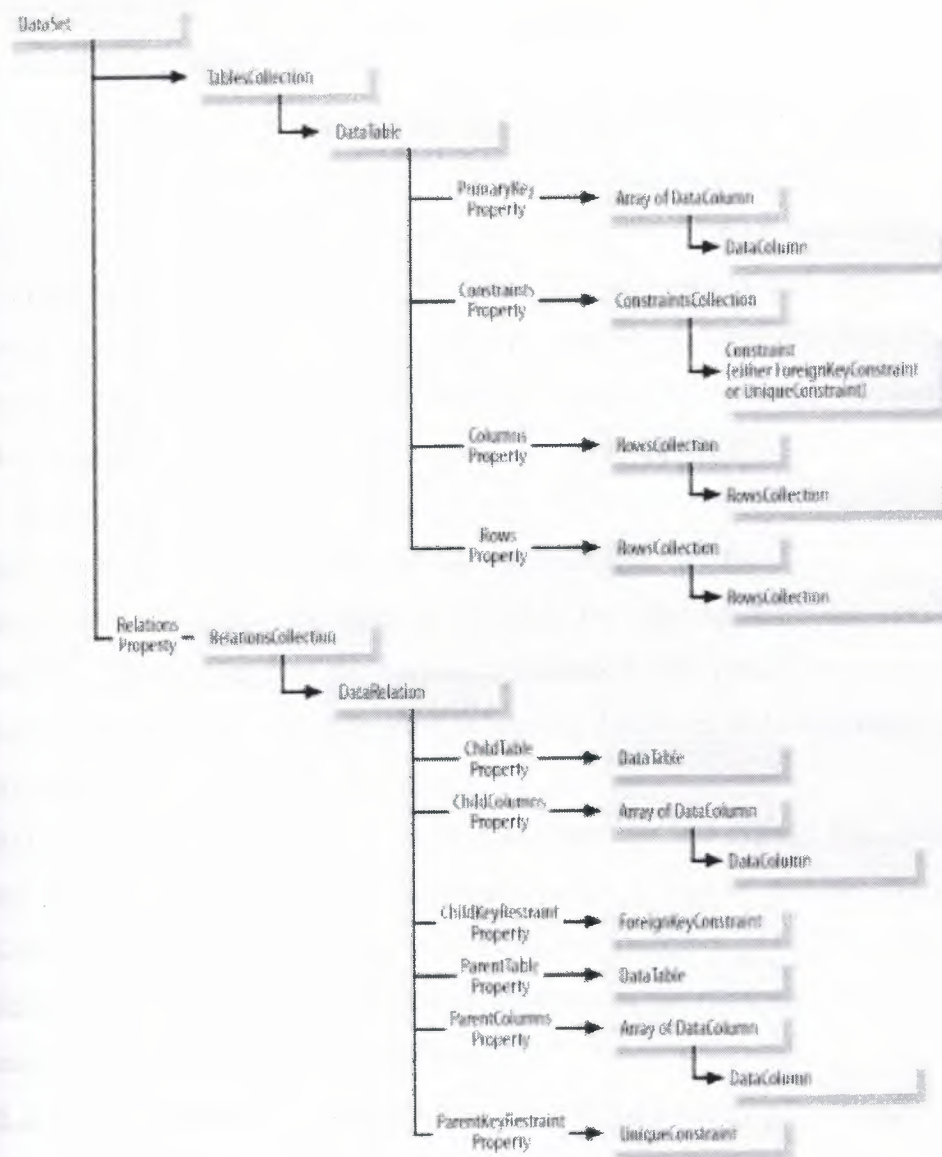 DataSet
TablesCollection
DataTable
PrimaryKey
Property
Array of DataColumn
DataColumn
Constraints
Property
ConstraintsCollection
Constraint
(either ForeignKeyConstraint
or UniqueConstraint)
Columns
Property
RowsCollection
RowsCollection
Rows
Property
RowsCollection
RowsCollection
Relations
Property
RelationsCollection
DataRelation
ChildTable
Property
DataTable
ChildColumns
Property
Array of DataColumn
DataColumn
ChildKeyRestraint
Property
ForeignKeyConstraint
ParentTable
Property
DataTable
ParentColumns
Property
Array of DataColumn
DataColumn
ParentKeyRestraint
Property
UniqueConstraint